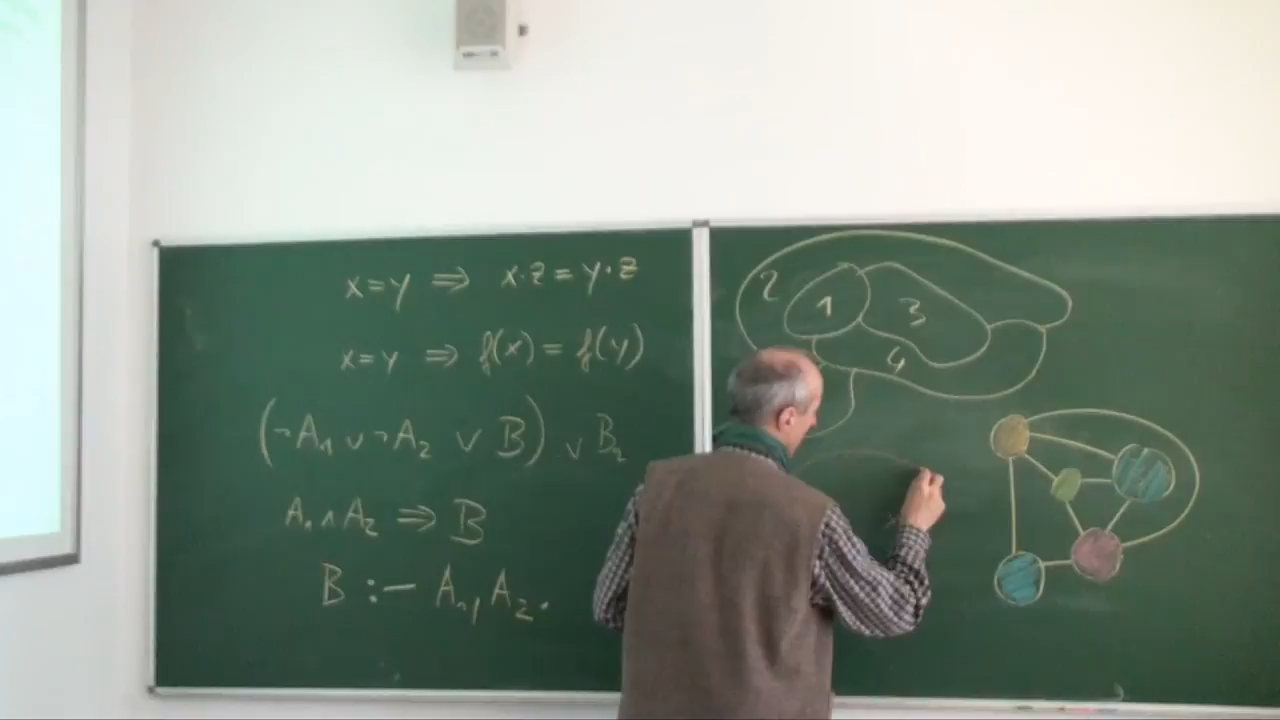 x=y ⇒ x·z=y·z
x=y ⇒ f(x)=f(y)
(¬A₁ ∨ ¬A₂ ∨ B) ∨ B₂
A₁ ∧ A₂ ⇒ B
B :- A₁, A₂.
2
1
3
4